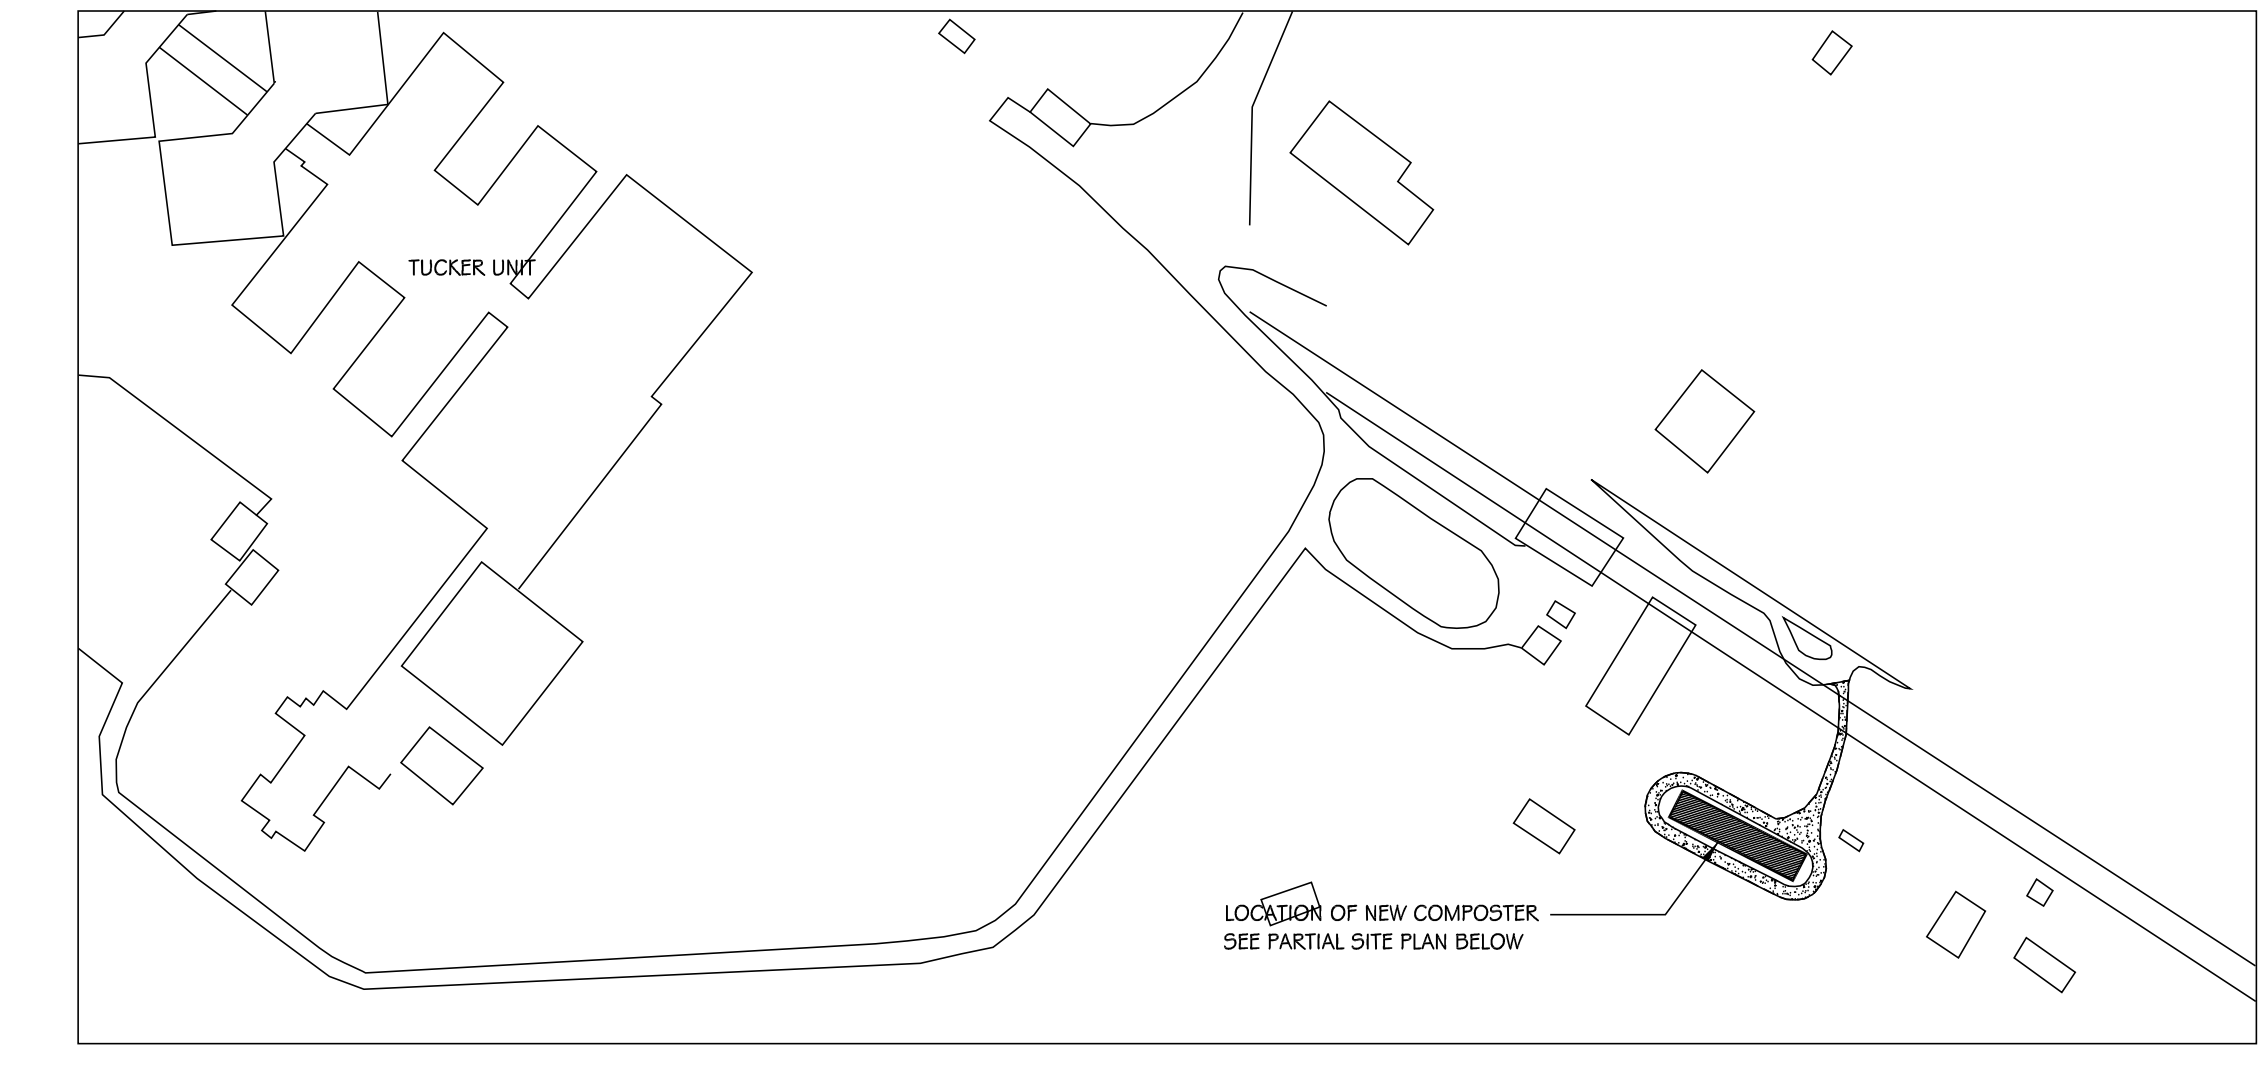 TUCKER UNIT
LOCATION OF NEW COMPOSTER
SEE PARTIAL SITE PLAN BELOW